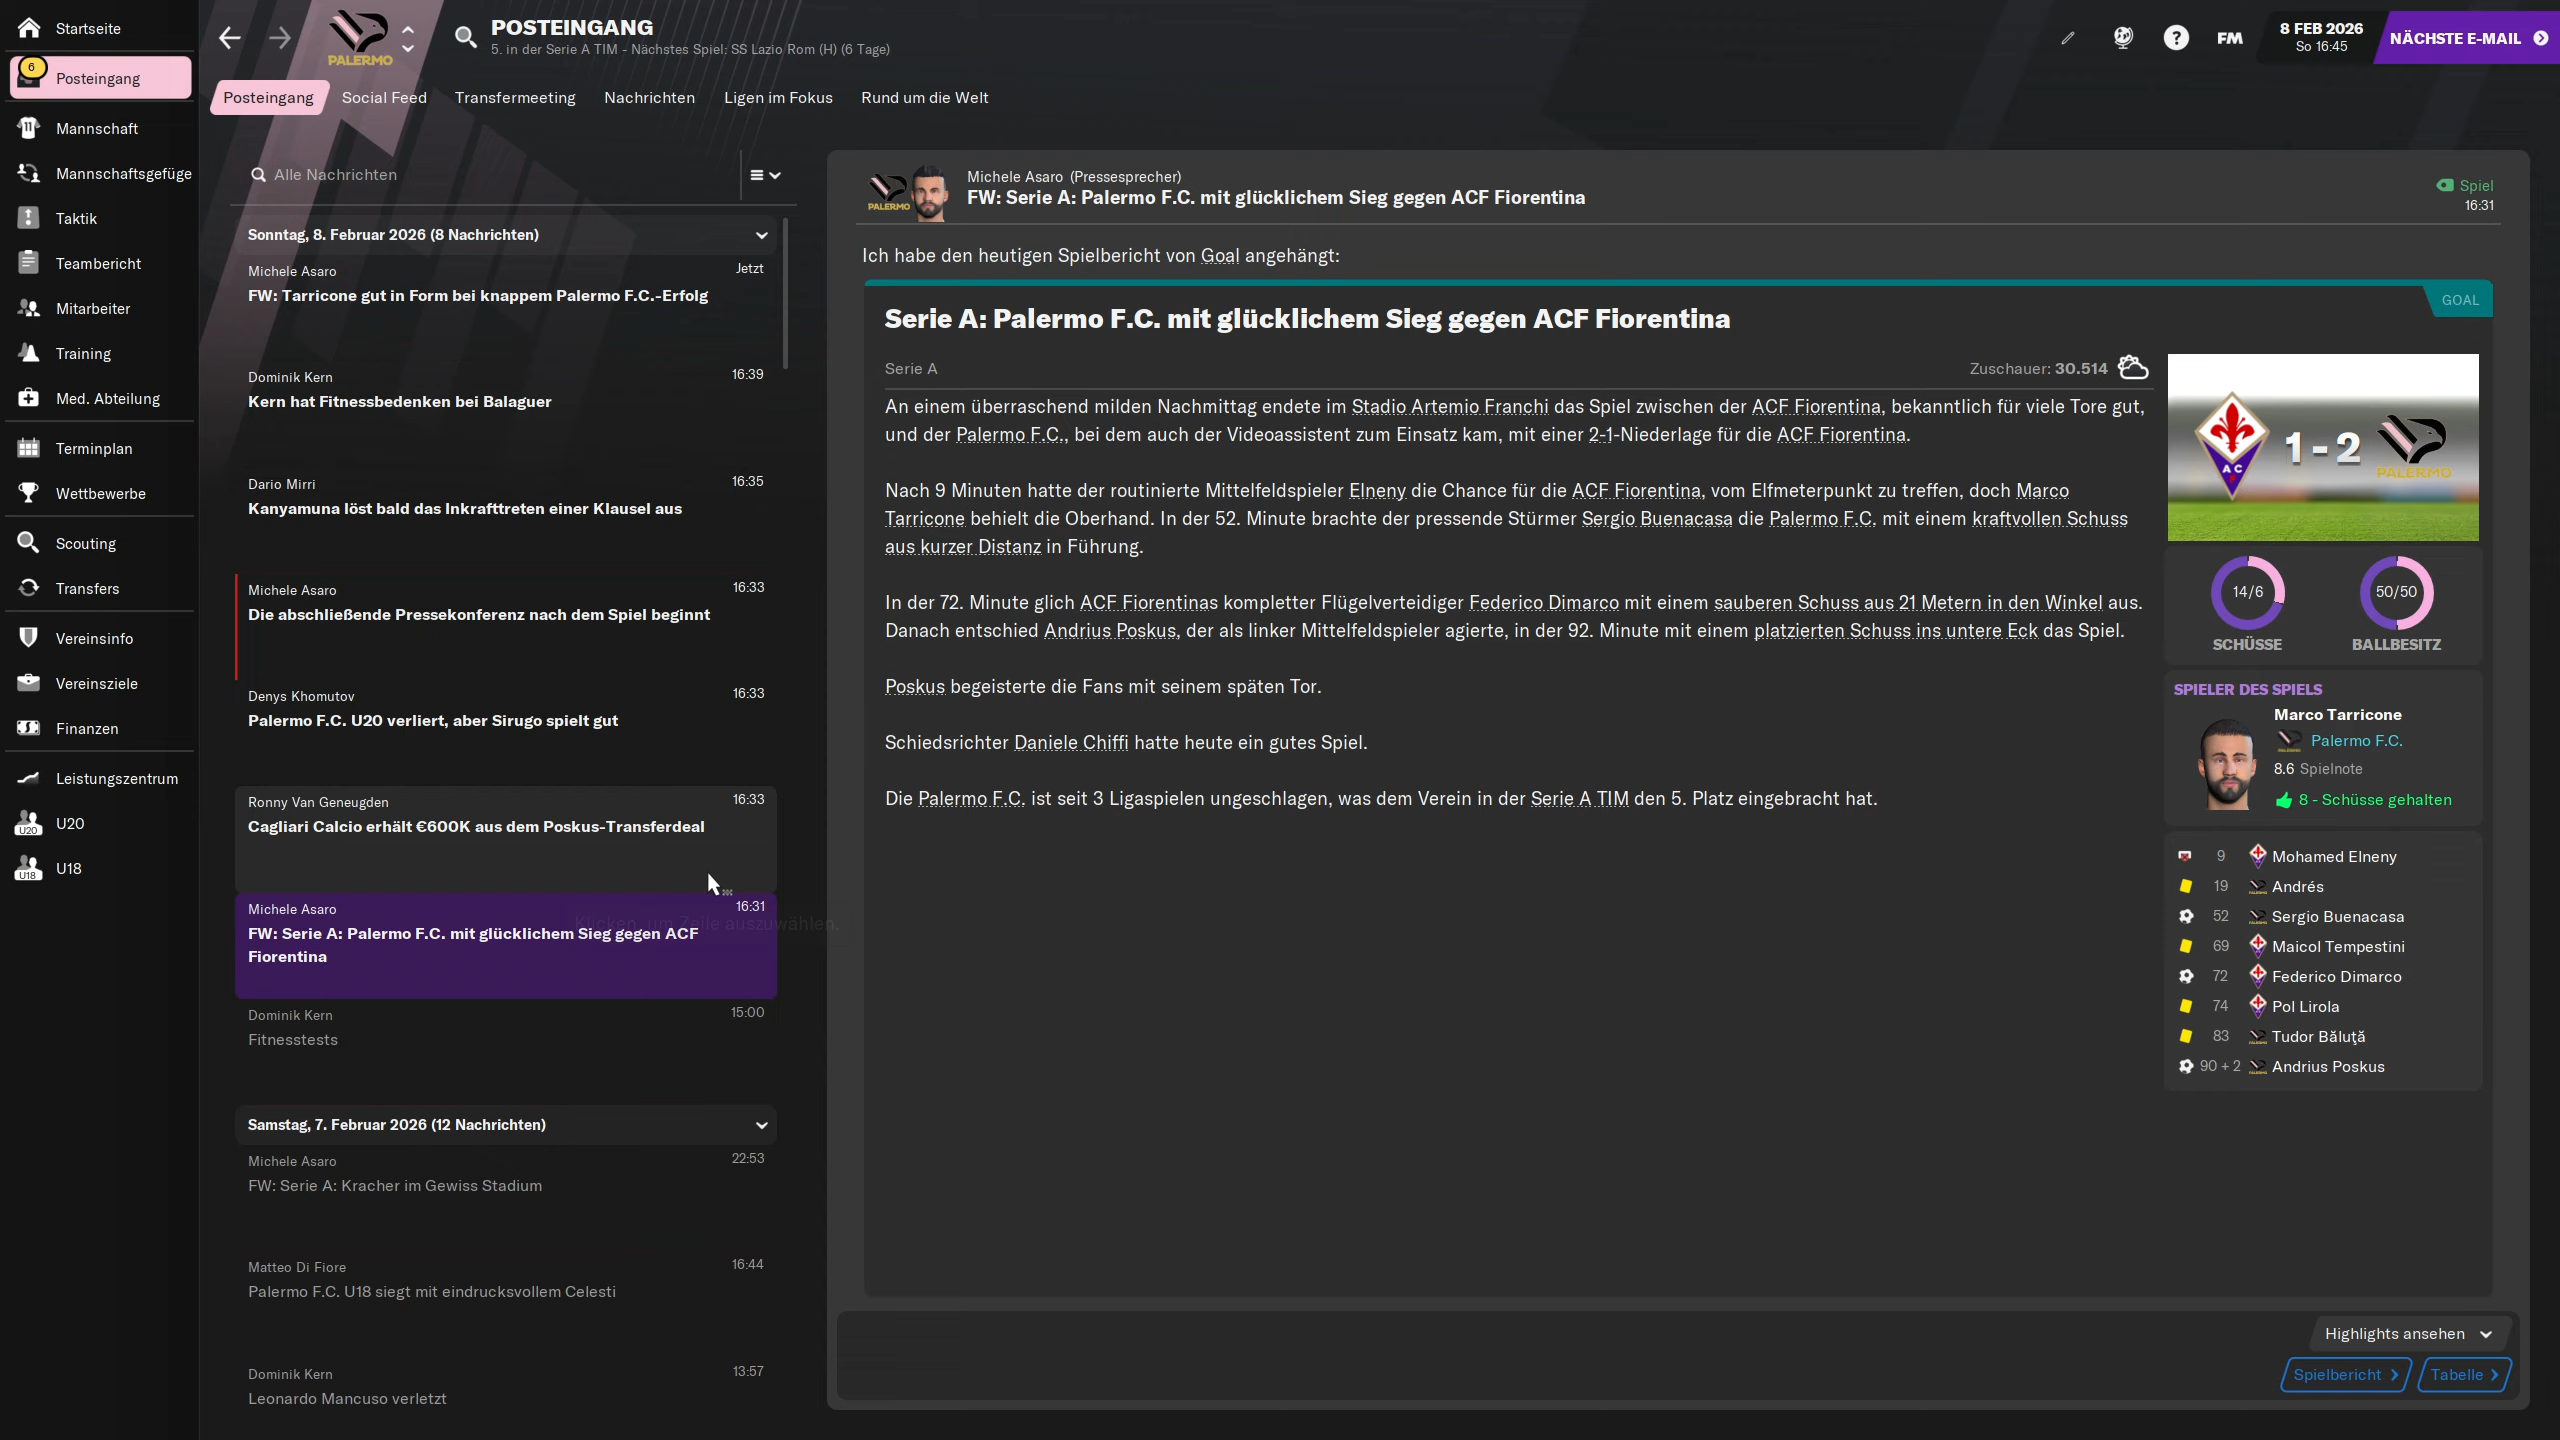 Startseite
6
Posteingang
Mannschaft
Mannschaftsgefüge
Taktik
Teambericht
Mitarbeiter
Training
Med. Abteilung
Terminplan
Wettbewerbe
Scouting
Transfers
Vereinsinfo
Vereinsziele
Finanzen
Leistungszentrum
U20
U20
U18
U18
PALERMO
POSTEINGANG
5. in der Serie A TIM - Nächstes Spiel: SS Lazio Rom (H) (6 Tage)
FM
8 FEB 2026
So 16:45
NÄCHSTE E-MAIL
Posteingang Social Feed Transfermeeting Nachrichten Ligen im Fokus Rund um die Welt
Alle Nachrichten
Sonntag, 8. Februar 2026 (8 Nachrichten)
Michele Asaro Jetzt
FW: Tarricone gut in Form bei knappem Palermo F.C.-Erfolg
Dominik Kern 16:39
Kern hat Fitnessbedenken bei Balaguer
Dario Mirri 16:35
Kanyamuna löst bald das Inkrafttreten einer Klausel aus
Michele Asaro 16:33
Die abschließende Pressekonferenz nach dem Spiel beginnt
Denys Khomutov 16:33
Palermo F.C. U20 verliert, aber Sirugo spielt gut
Ronny Van Geneugden 16:33
Cagliari Calcio erhält €600K aus dem Poskus-Transferdeal
Michele Asaro 16:31
FW: Serie A: Palermo F.C. mit glücklichem Sieg gegen ACF
Fiorentina
Klicken, um Zeile auszuwählen.
Dominik Kern 15:00
Fitnesstests
Samstag, 7. Februar 2026 (12 Nachrichten)
Michele Asaro 22:53
FW: Serie A: Kracher im Gewiss Stadium
Matteo Di Fiore 16:44
Palermo F.C. U18 siegt mit eindrucksvollem Celesti
Dominik Kern 13:57
Leonardo Mancuso verletzt
PALERMO
Michele Asaro (Pressesprecher)
FW: Serie A: Palermo F.C. mit glücklichem Sieg gegen ACF Fiorentina
Spiel
16:31
Ich habe den heutigen Spielbericht von Goal angehängt:
GOAL
Serie A: Palermo F.C. mit glücklichem Sieg gegen ACF Fiorentina
Serie A Zuschauer: 30.514
An einem überraschend milden Nachmittag endete im Stadio Artemio Franchi das Spiel zwischen der ACF Fiorentina, bekanntlich für viele Tore gut,
und der Palermo F.C., bei dem auch der Videoassistent zum Einsatz kam, mit einer 2-1-Niederlage für die ACF Fiorentina.
Nach 9 Minuten hatte der routinierte Mittelfeldspieler Elneny die Chance für die ACF Fiorentina, vom Elfmeterpunkt zu treffen, doch Marco
Tarricone behielt die Oberhand. In der 52. Minute brachte der pressende Stürmer Sergio Buenacasa die Palermo F.C. mit einem kraftvollen Schuss
aus kurzer Distanz in Führung.
In der 72. Minute glich ACF Fiorentinas kompletter Flügelverteidiger Federico Dimarco mit einem sauberen Schuss aus 21 Metern in den Winkel aus.
Danach entschied Andrius Poskus, der als linker Mittelfeldspieler agierte, in der 92. Minute mit einem platzierten Schuss ins untere Eck das Spiel.
Poskus begeisterte die Fans mit seinem späten Tor.
Schiedsrichter Daniele Chiffi hatte heute ein gutes Spiel.
Die Palermo F.C. ist seit 3 Ligaspielen ungeschlagen, was dem Verein in der Serie A TIM den 5. Platz eingebracht hat.
AC
F
1 - 2
PALERMO
14/6
50/50
SCHÜSSE
BALLBESITZ
SPIELER DES SPIELS
Marco Tarricone
Palermo F.C.
8.6 Spielnote
8 - Schüsse gehalten
9 Mohamed Elneny
19 Andrés
52 Sergio Buenacasa
69 Maicol Tempestini
72 Federico Dimarco
74 Pol Lirola
83 Tudor Băluţă
90 + 2 Andrius Poskus
Highlights ansehen
Spielbericht
Tabelle